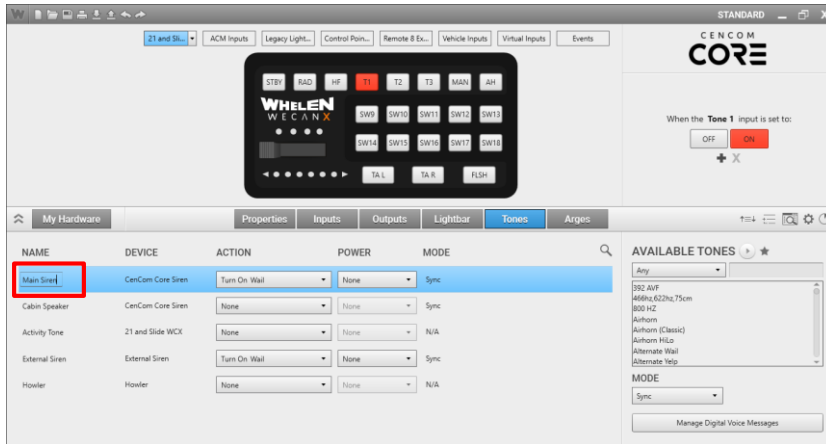 STANDARD
21 and Sli...
ACM Inputs
Legacy Light...
Control Poin...
Remote 8 Ex...
Vehicle Inputs
Virtual Inputs
Events
CENCOM
CORE
STBY RAD HF T1 T2 T3 MAN AH
WHELEN
WECANX
SW9 SW10 SW11 SW12 SW13
SW14 SW15 SW16 SW17 SW18
TA L TA R FLSH
When the Tone 1 input is set to:
OFF ON
My Hardware
Properties Inputs Outputs Lightbar Tones Arges
NAME DEVICE ACTION POWER MODE
Main Siren CenCom Core Siren Turn On Wail None Sync
Cabin Speaker CenCom Core Siren None None Sync
Activity Tone 21 and Slide WCX None None N/A
External Siren External Siren Turn On Wail None Sync
Howler Howler None None N/A
AVAILABLE TONES
Any
392 AVF
466hz,622hz,75cm
800 HZ
Airhorn
Airhorn (Classic)
Airhorn HiLo
Alternate Wail
Alternate Yelp
MODE
Sync
Manage Digital Voice Messages